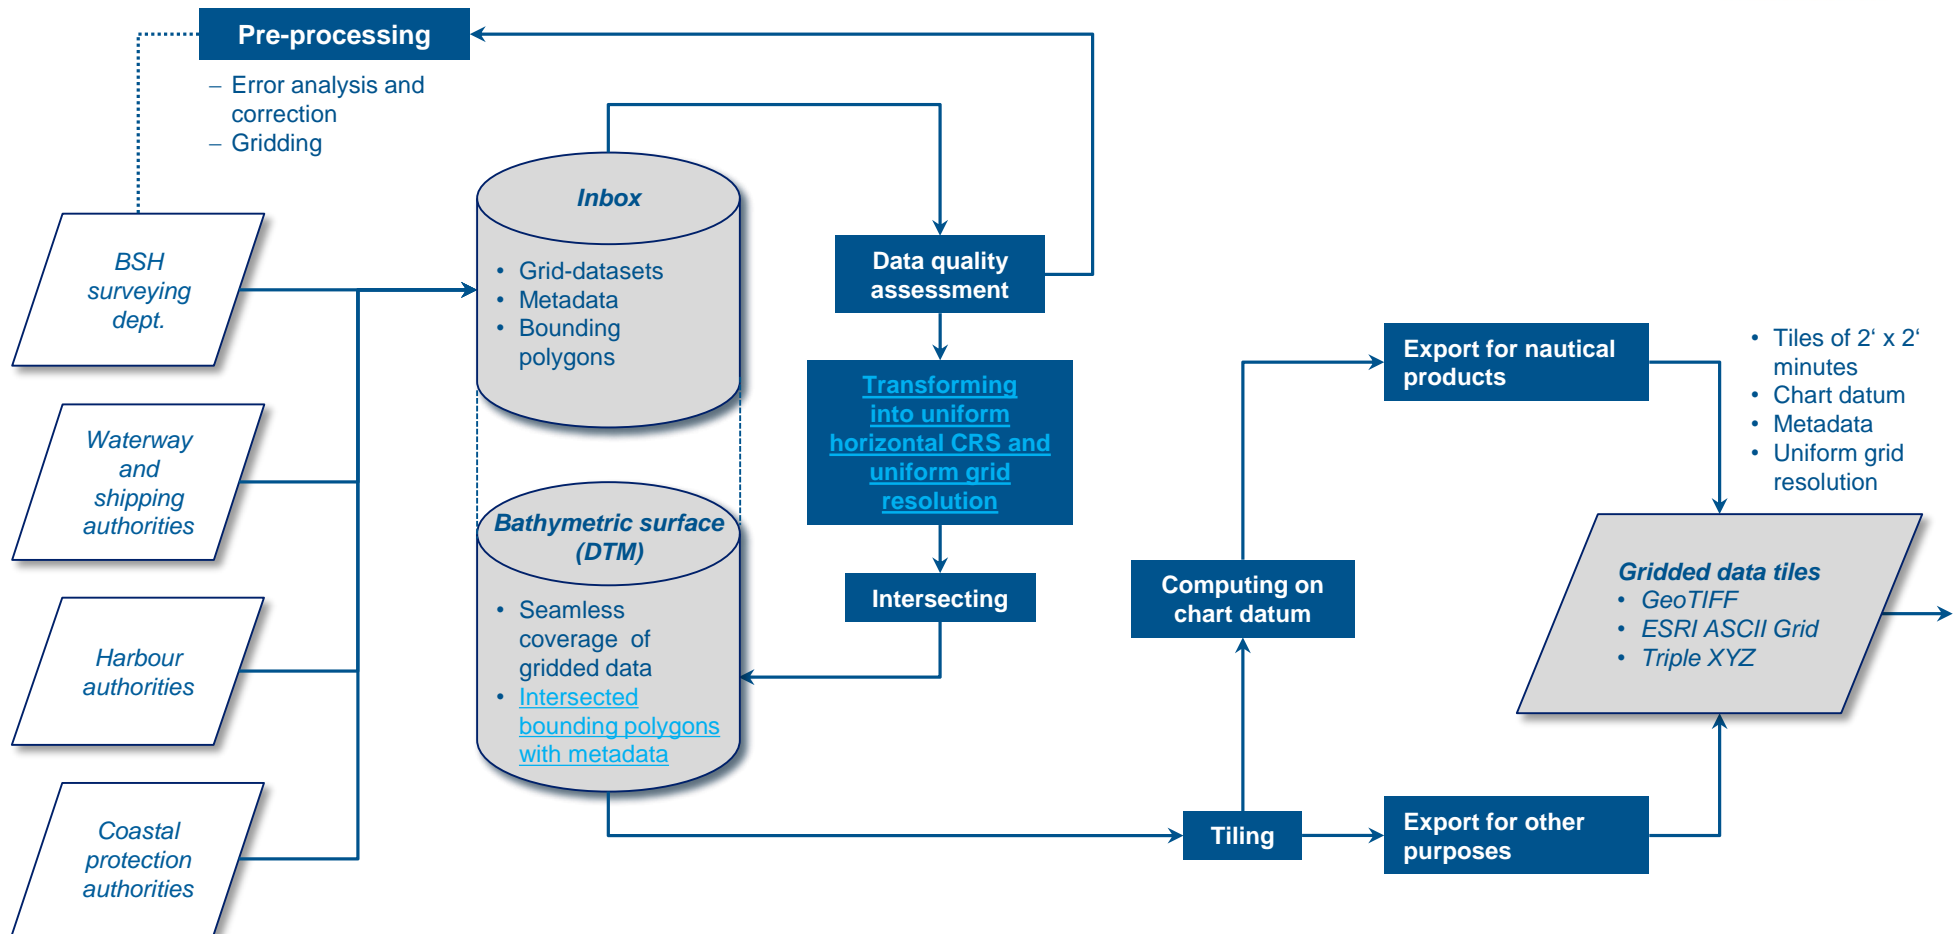 Pre-processing
– Error analysis and
correction
– Gridding
BSH
surveying
dept.
Waterway
and
shipping
authorities
Harbour
authorities
Coastal
protection
authorities
Inbox
• Grid-datasets
• Metadata
• Bounding
polygons
Bathymetric surface
(DTM)
• Seamless
coverage of
gridded data
• Intersected
bounding polygons
with metadata
Data quality
assessment
Transforming
into uniform
horizontal CRS and
uniform grid
resolution
Intersecting
Computing on
chart datum
Tiling
Export for nautical
products
Export for other
purposes
• Tiles of 2‘ x 2‘
minutes
• Chart datum
• Metadata
• Uniform grid
resolution
Gridded data tiles
• GeoTIFF
• ESRI ASCII Grid
• Triple XYZ